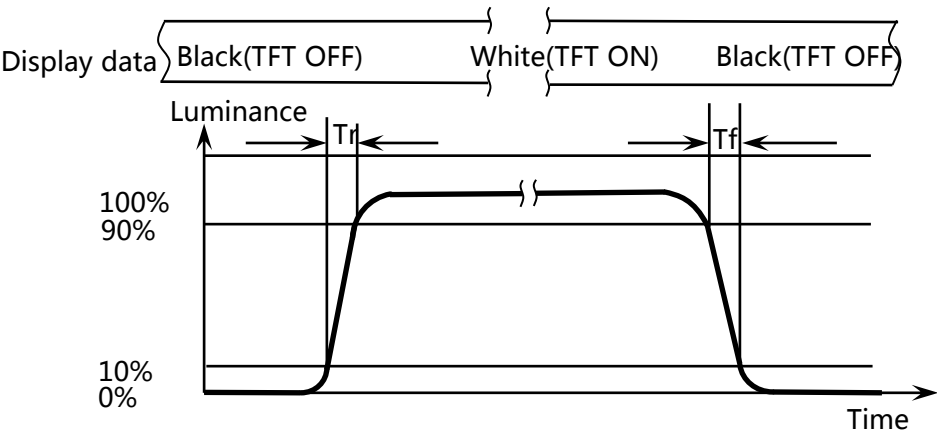 Display data Black(TFT OFF) White(TFT ON) Black(TFT OFF)
Luminance
Tr Tf
100%
90%
10%
0%
Time